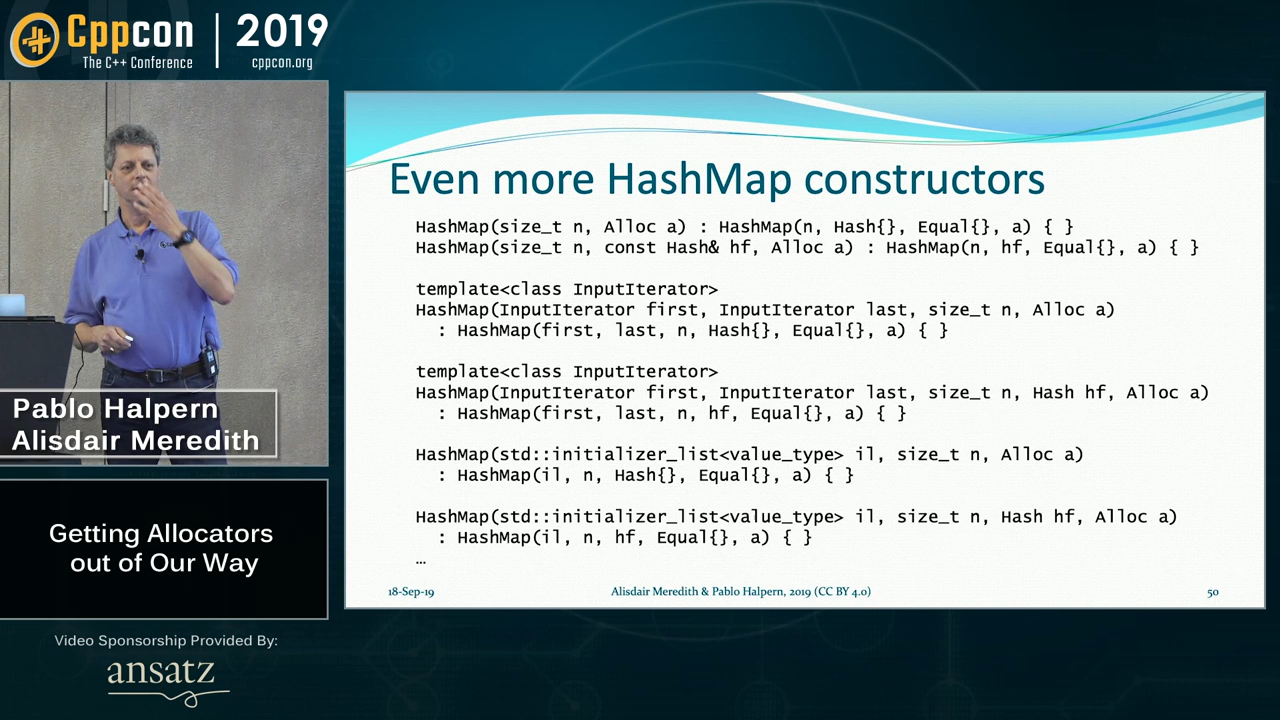 Cppcon
The C++ Conference
2019
cppcon.org
Pablo Halpern
Alisdair Meredith
Getting Allocators
out of Our Way
Video Sponsorship Provided By:
ansatz
Even more HashMap constructors
HashMap(size_t n, Alloc a) : HashMap(n, Hash{}, Equal{}, a) { }
HashMap(size_t n, const Hash& hf, Alloc a) : HashMap(n, hf, Equal{}, a) { }
template<class InputIterator>
HashMap(InputIterator first, InputIterator last, size_t n, Alloc a)
: HashMap(first, last, n, Hash{}, Equal{}, a) { }
template<class InputIterator>
HashMap(InputIterator first, InputIterator last, size_t n, Hash hf, Alloc a)
: HashMap(first, last, n, hf, Equal{}, a) { }
HashMap(std::initializer_list<value_type> il, size_t n, Alloc a)
: HashMap(il, n, Hash{}, Equal{}, a) { }
HashMap(std::initializer_list<value_type> il, size_t n, Hash hf, Alloc a)
: HashMap(il, n, hf, Equal{}, a) { }
…
18-Sep-19
Alisdair Meredith & Pablo Halpern, 2019 (CC BY 4.0)
50